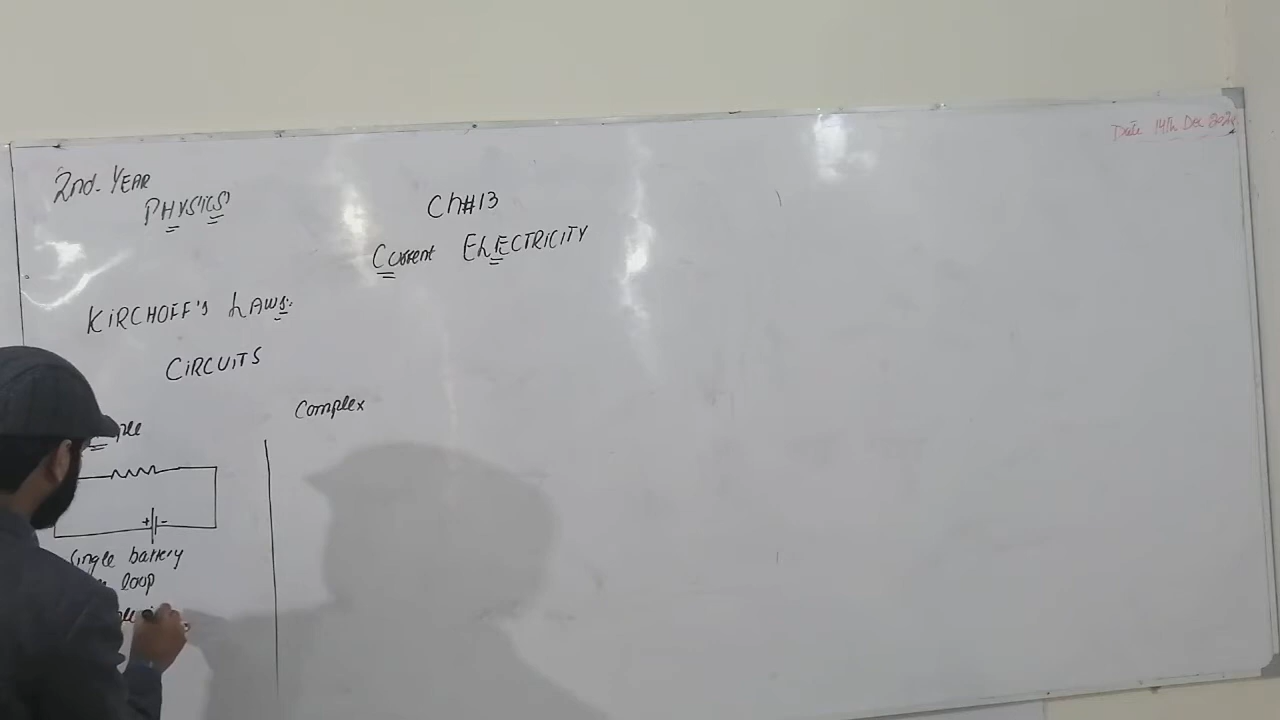 Date 14th Dec 2024
2nd-YEAR
PHYSICS
Ch#13
Current ELECTRICITY
KIRCHOFF'S LAWS:
CIRCUITS
Complex
+ -
Single battery
loop